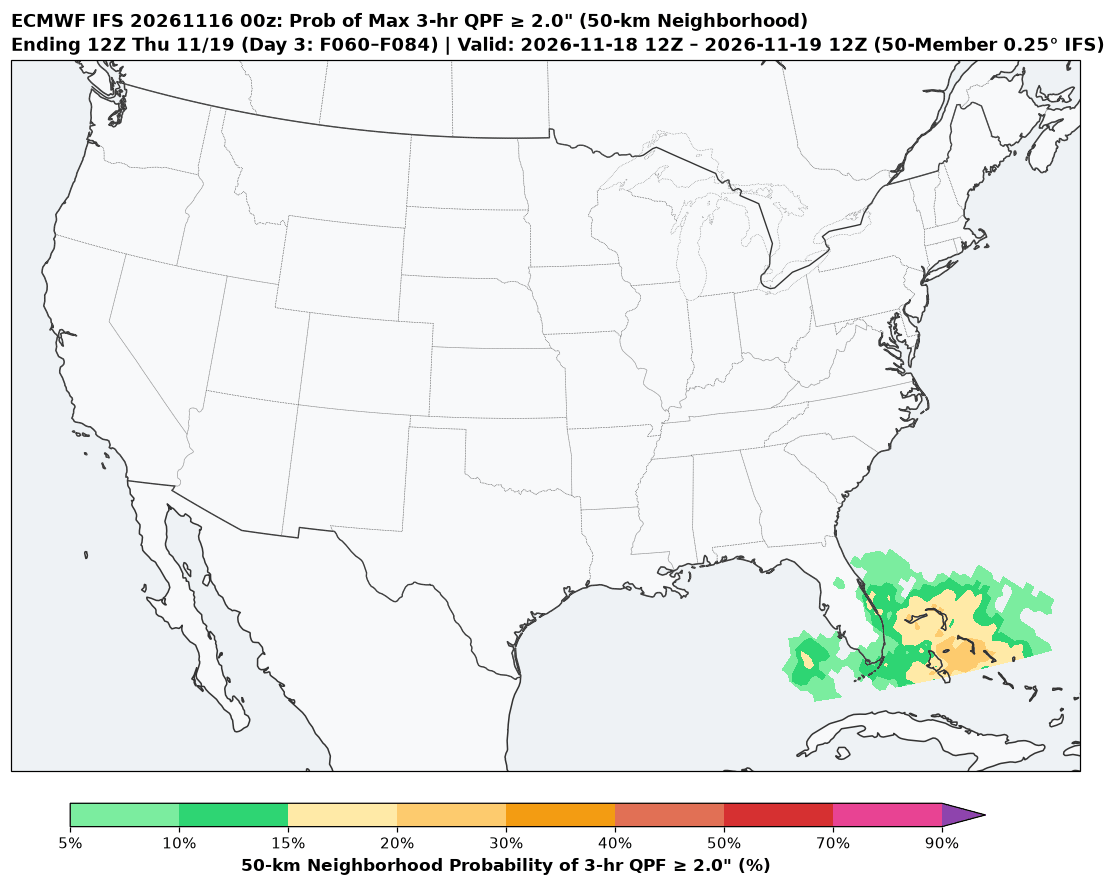 ECMWF IFS 20261116 00z: Prob of Max 3-hr QPF ≥ 2.0" (50-km Neighborhood)
Ending 12Z Thu 11/19 (Day 3: F060–F084) | Valid: 2026-11-18 12Z – 2026-11-19 12Z (50-Member 0.25° IFS)
5% 10% 15% 20% 30% 40% 50% 70% 90%
50-km Neighborhood Probability of 3-hr QPF ≥ 2.0" (%)